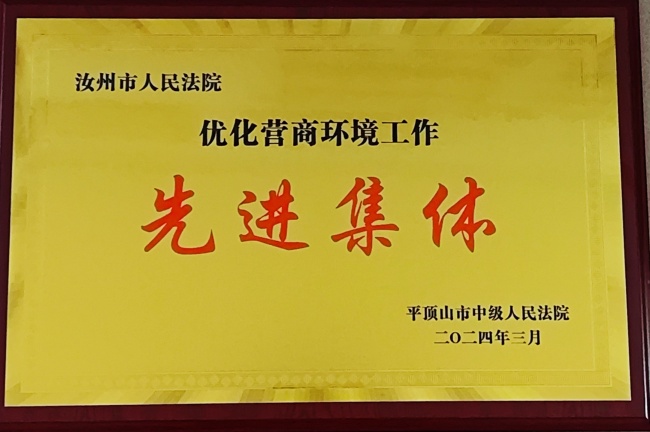 汝州市人民法院
优化营商环境工作
先进集体
平顶山市中级人民法院
二〇二四年三月